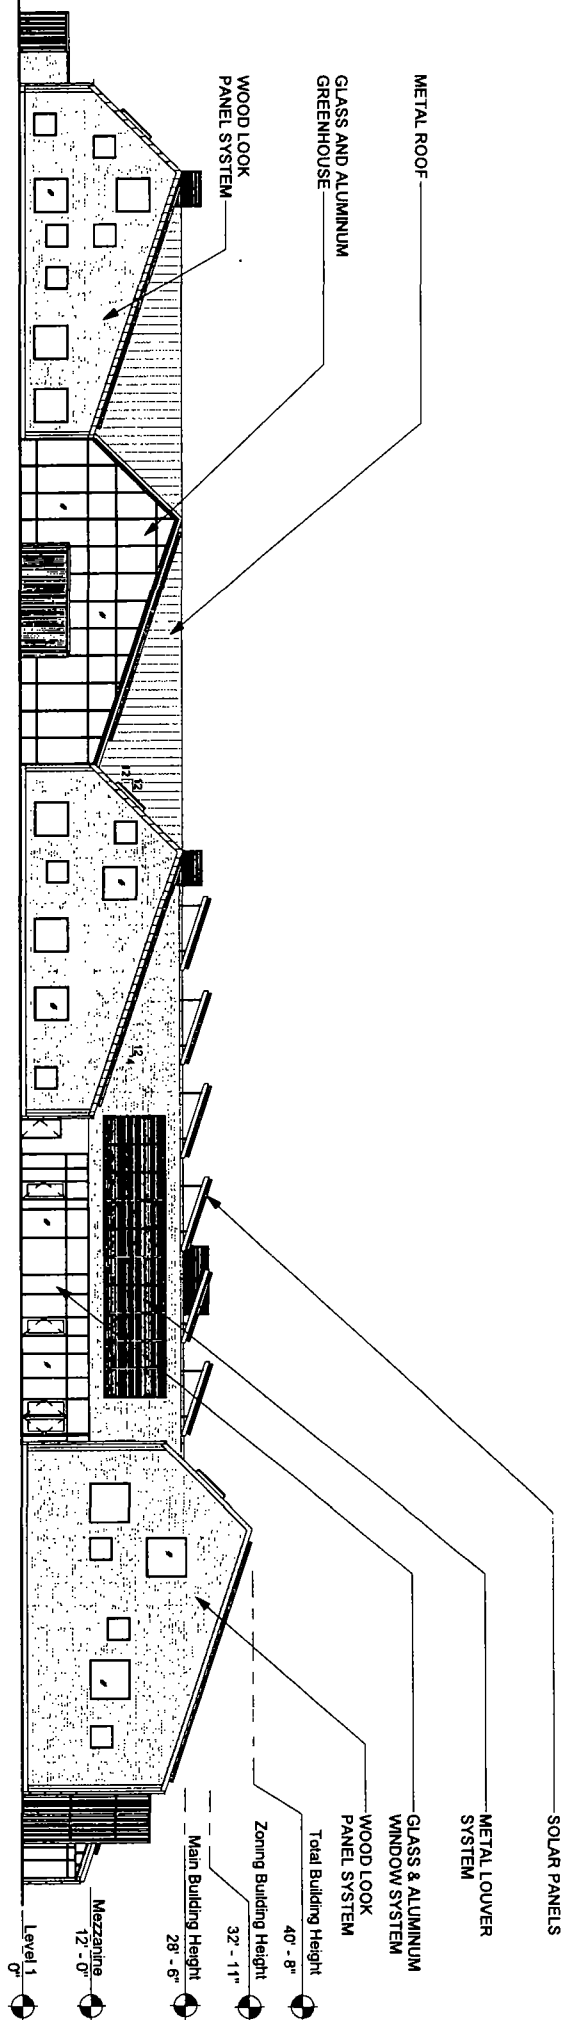 METAL ROOF
GLASS AND ALUMINUM
GREENHOUSE
WOOD LOOK
PANEL SYSTEM
12
12
12
4
SOLAR PANELS
METAL LOUVER
SYSTEM
GLASS & ALUMINUM
WINDOW SYSTEM
WOOD LOOK
PANEL SYSTEM
Total Building Height
40' - 8"
Zoning Building Height
32' - 11"
Main Building Height
28' - 6"
Mezzanine
12' - 0"
Level 1
0"